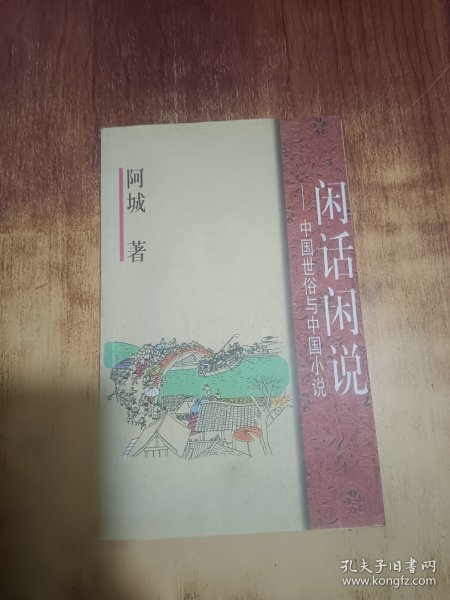 闲话闲说
——中国世俗与中国小说
阿城 著
孔夫子旧书网
www.kongfz.com